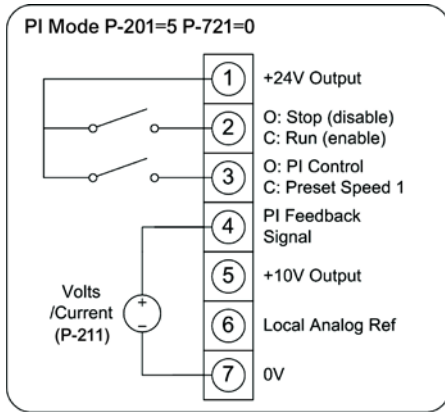 PI Mode P-201=5 P-721=0
1 +24V Output
2 O: Stop (disable)
C: Run (enable)
3 O: PI Control
C: Preset Speed 1
4 PI Feedback
Signal
5 +10V Output
Volts
/Current
(P-211)
+
−
6 Local Analog Ref
7 0V